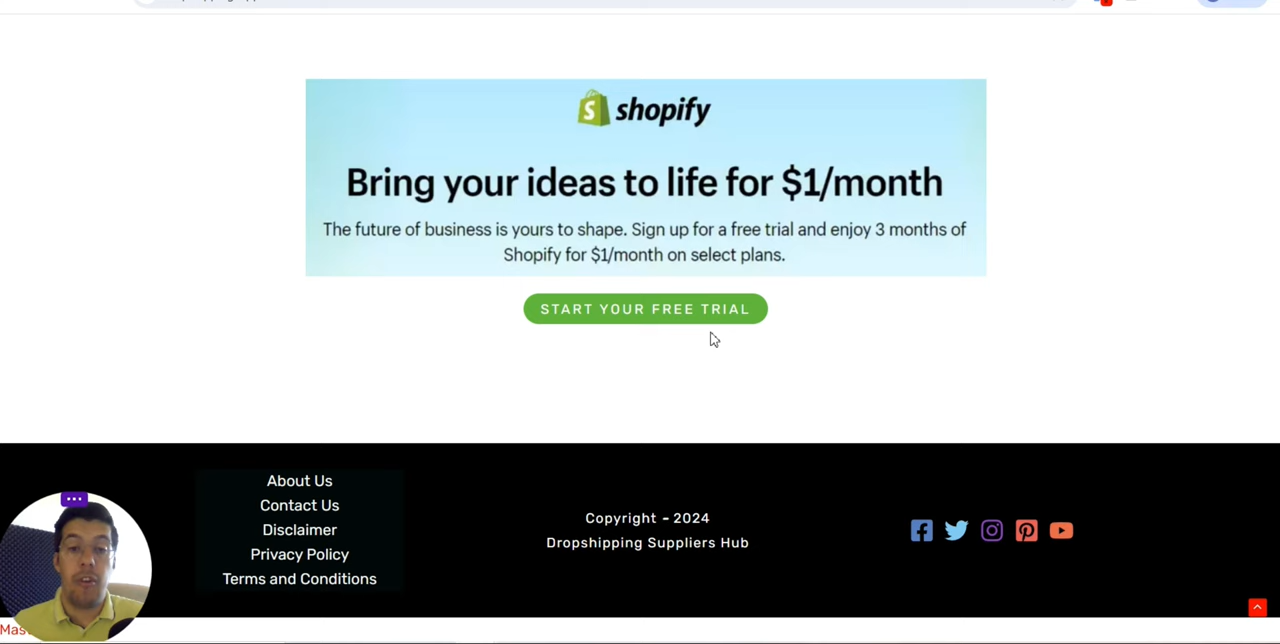 shopify
Bring your ideas to life for $1/month
The future of business is yours to shape. Sign up for a free trial and enjoy 3 months of
Shopify for $1/month on select plans.
START YOUR FREE TRIAL
About Us
Contact Us
Disclaimer
Privacy Policy
Terms and Conditions
Copyright - 2024
Dropshipping Suppliers Hub